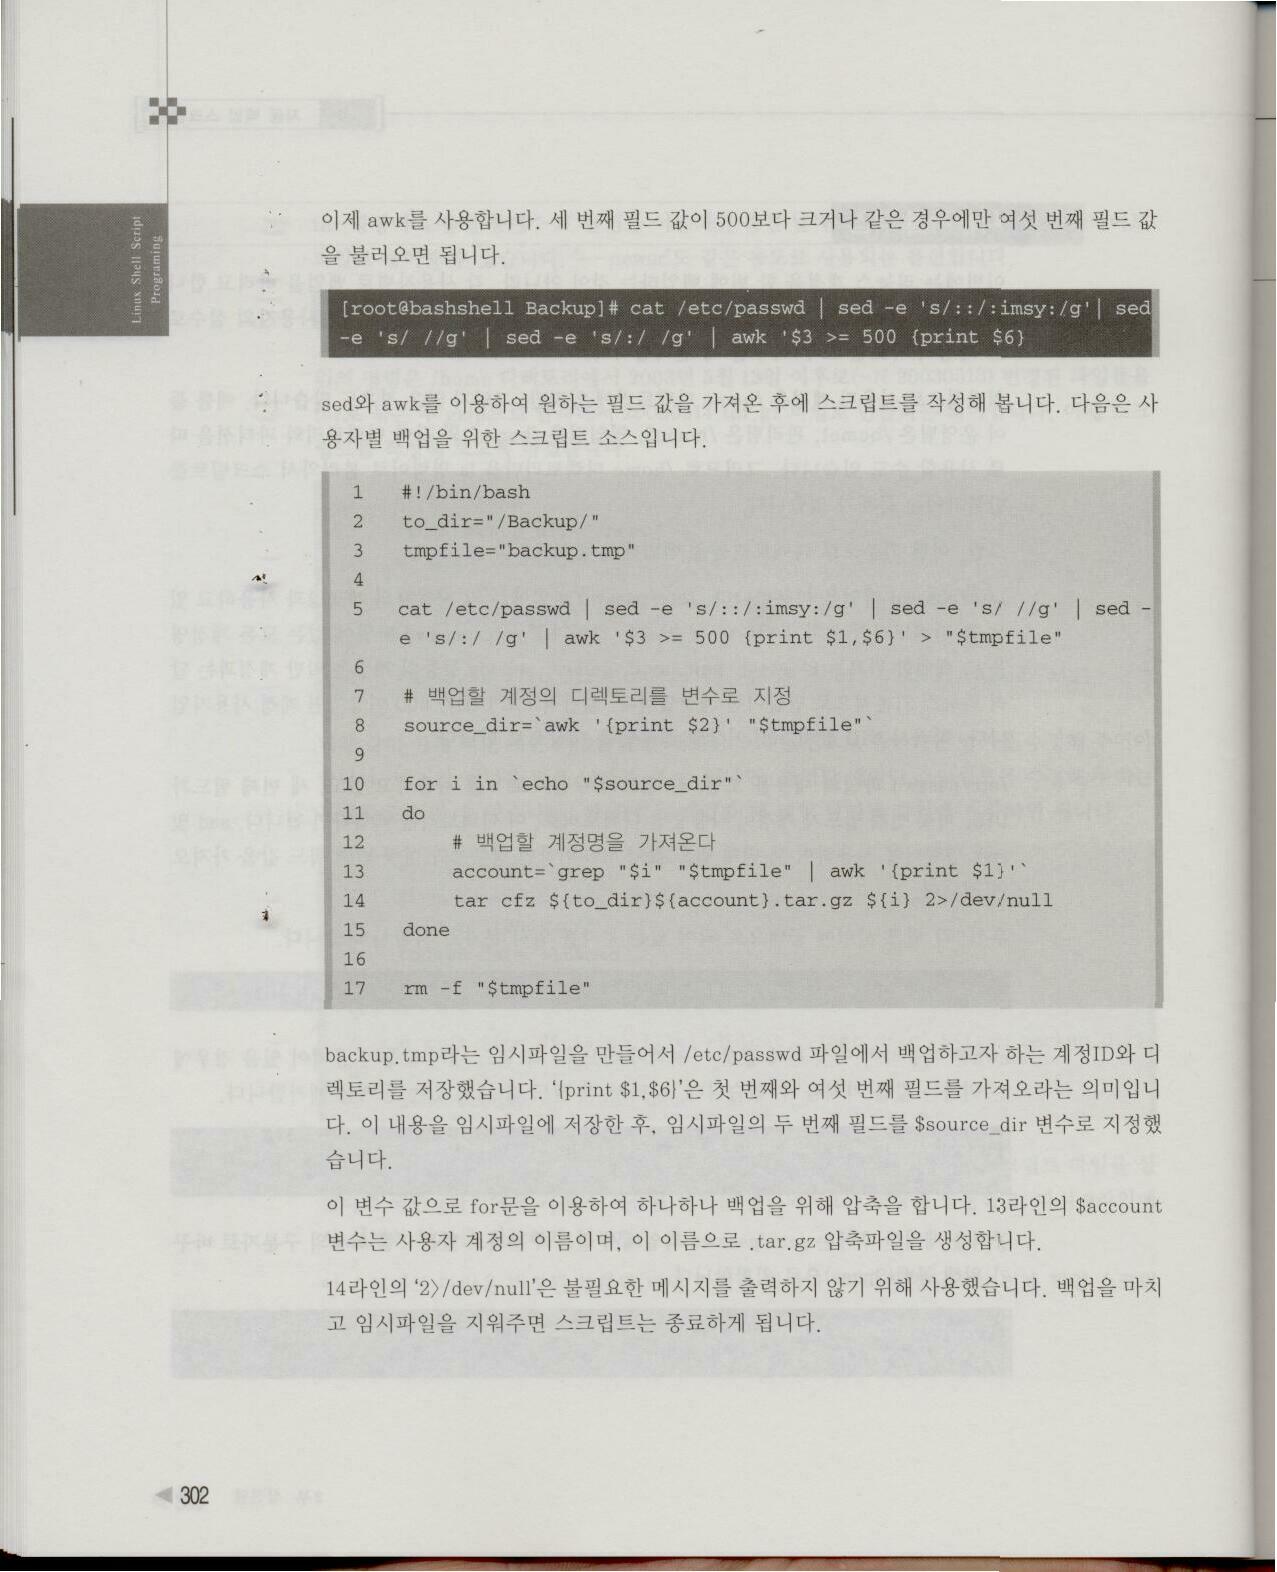 Linux Shell Script
Programing
이제 awk를 사용합니다. 세 번째 필드 값이 500보다 크거나 같은 경우에만 여섯 번째 필드 값
을 불러오면 됩니다.
[root@bashshell Backup]# cat /etc/passwd | sed -e 's/::/:imsy:/g'| sed
-e 's/ //g' | sed -e 's/:/ /g' | awk '$3 >= 500 {print $6}
sed와 awk를 이용하여 원하는 필드 값을 가져온 후에 스크립트를 작성해 봅니다. 다음은 사
용자별 백업을 위한 스크립트 소스입니다.
1 #!/bin/bash
2 to_dir="/Backup/"
3 tmpfile="backup.tmp"
4
5 cat /etc/passwd | sed -e 's/::/:imsy:/g' | sed -e 's/ //g' | sed -
e 's/:/ /g' | awk '$3 >= 500 {print $1,$6}' > "$tmpfile"
6
7 # 백업할 계정의 디렉토리를 변수로 지정
8 source_dir=`awk '{print $2}' "$tmpfile"`
9
10 for i in `echo "$source_dir"`
11 do
12 # 백업할 계정명을 가져온다
13 account=`grep "$i" "$tmpfile" | awk '{print $1}'`
14 tar cfz ${to_dir}${account}.tar.gz ${i} 2>/dev/null
15 done
16
17 rm -f "$tmpfile"
backup.tmp라는 임시파일을 만들어서 /etc/passwd 파일에서 백업하고자 하는 계정ID와 디
렉토리를 저장했습니다. '{print $1,$6}'은 첫 번째와 여섯 번째 필드를 가져오라는 의미입니
다. 이 내용을 임시파일에 저장한 후, 임시파일의 두 번째 필드를 $source_dir 변수로 지정했
습니다.
이 변수 값으로 for문을 이용하여 하나하나 백업을 위해 압축을 합니다. 13라인의 $account
변수는 사용자 계정의 이름이며, 이 이름으로 .tar.gz 압축파일을 생성합니다.
14라인의 '2>/dev/null'은 불필요한 메시지를 출력하지 않기 위해 사용했습니다. 백업을 마치
고 임시파일을 지워주면 스크립트는 종료하게 됩니다.
◀ 302